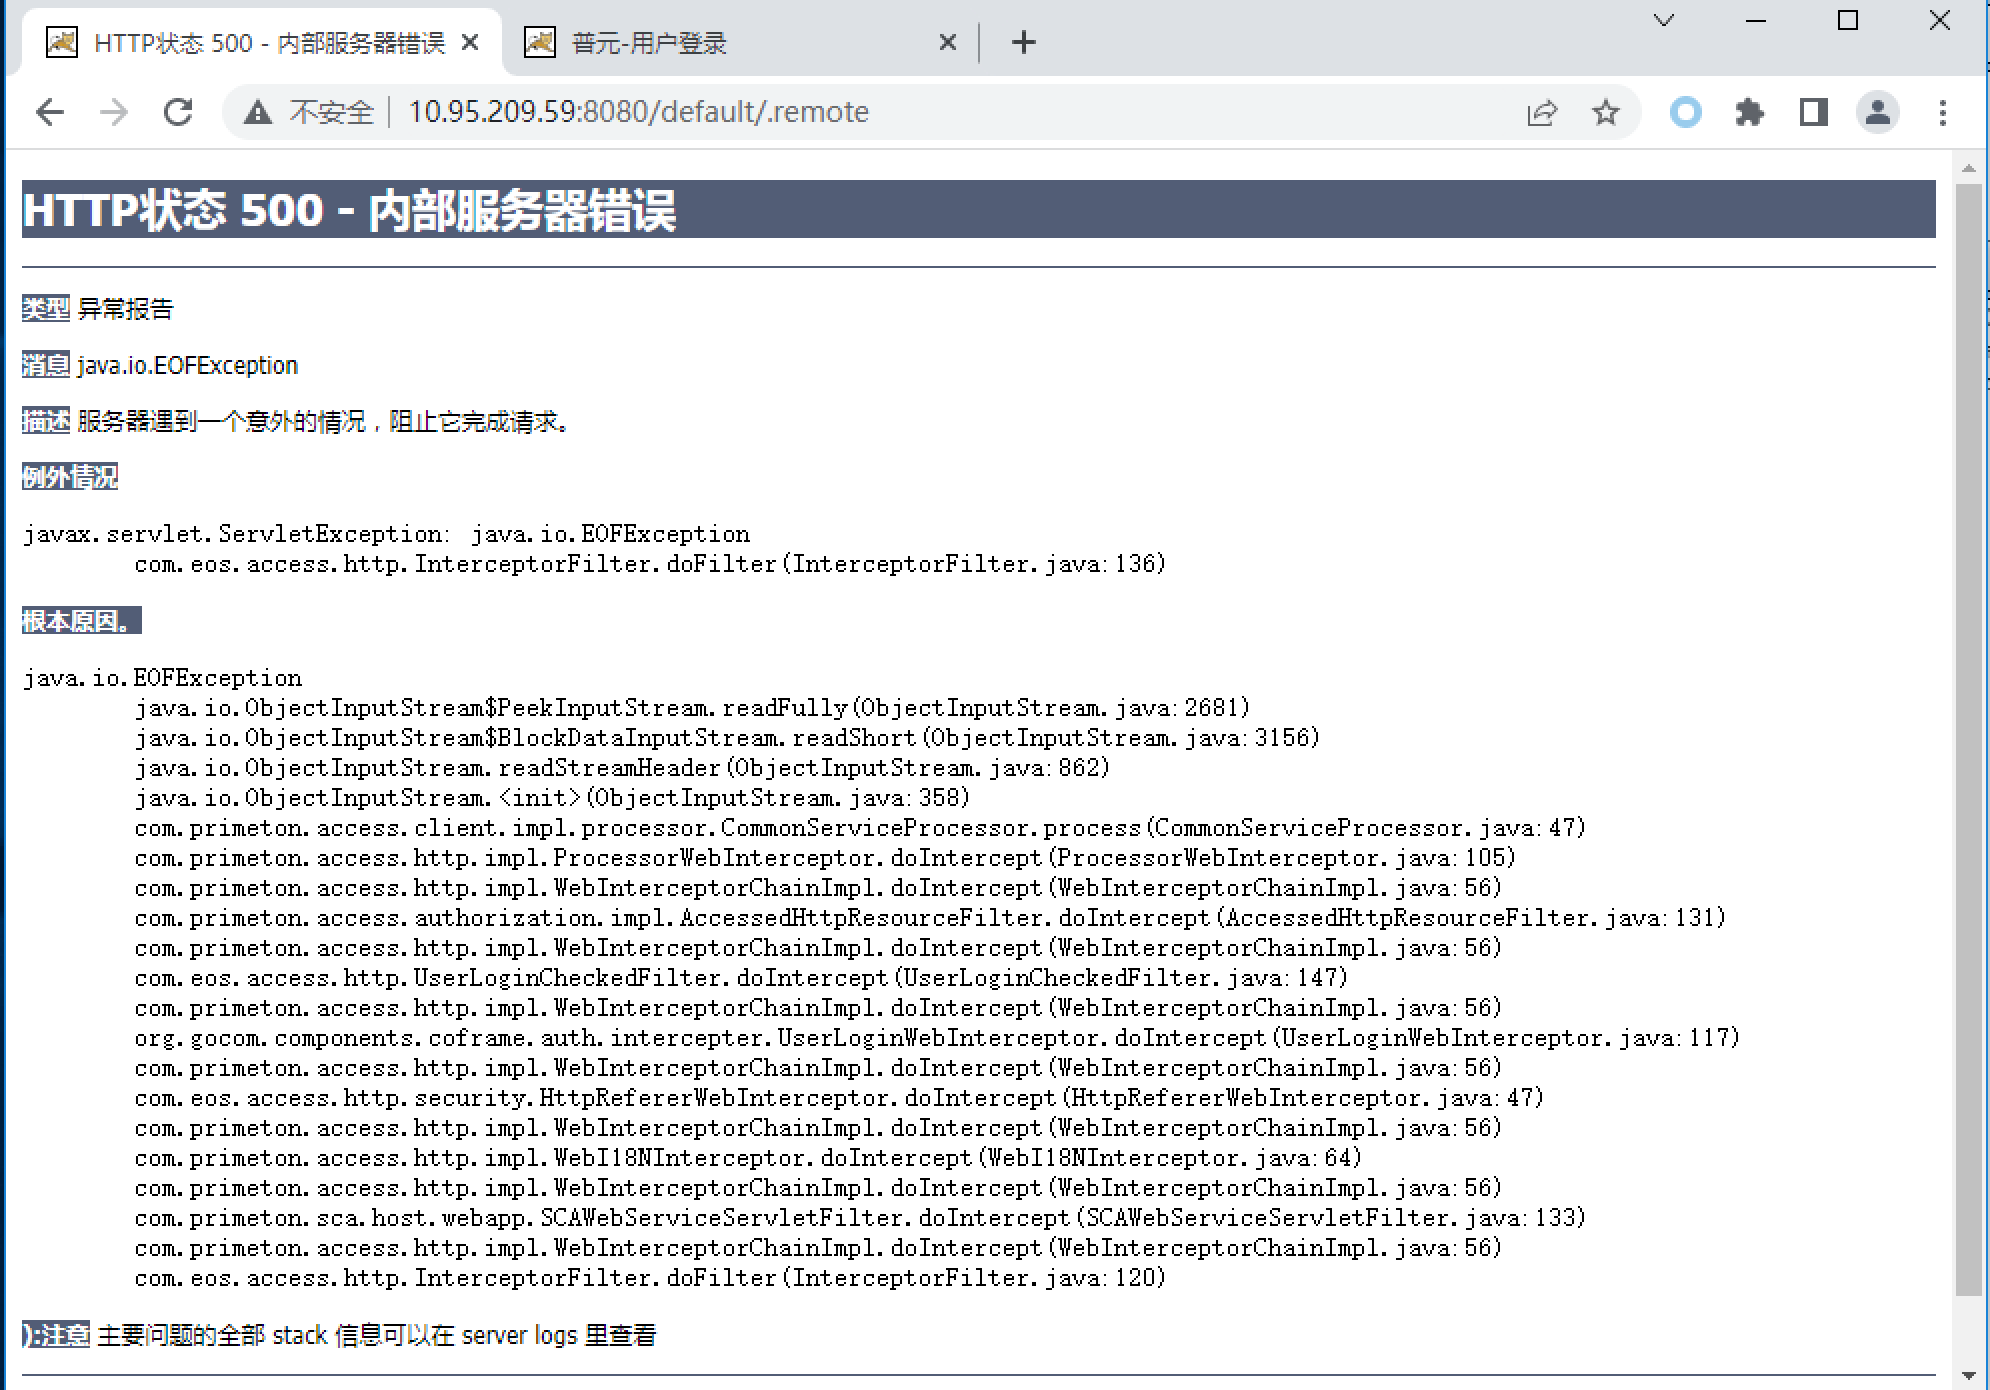 HTTP状态 500 - 内部服务器错误
普元-用户登录
不安全 10.95.209.59:8080/default/.remote
HTTP状态 500 - 内部服务器错误
类型 异常报告
消息 java.io.EOFException
描述 服务器遇到一个意外的情况，阻止它完成请求。
例外情况
javax.servlet.ServletException: java.io.EOFException
com.eos.access.http.InterceptorFilter.doFilter(InterceptorFilter.java:136)
根本原因。
java.io.EOFException
java.io.ObjectInputStream$PeekInputStream.readFully(ObjectInputStream.java:2681)
java.io.ObjectInputStream$BlockDataInputStream.readShort(ObjectInputStream.java:3156)
java.io.ObjectInputStream.readStreamHeader(ObjectInputStream.java:862)
java.io.ObjectInputStream.<init>(ObjectInputStream.java:358)
com.primeton.access.client.impl.processor.CommonServiceProcessor.process(CommonServiceProcessor.java:47)
com.primeton.access.http.impl.ProcessorWebInterceptor.doIntercept(ProcessorWebInterceptor.java:105)
com.primeton.access.http.impl.WebInterceptorChainImpl.doIntercept(WebInterceptorChainImpl.java:56)
com.primeton.access.authorization.impl.AccessedHttpResourceFilter.doIntercept(AccessedHttpResourceFilter.java:131)
com.primeton.access.http.impl.WebInterceptorChainImpl.doIntercept(WebInterceptorChainImpl.java:56)
com.eos.access.http.UserLoginCheckedFilter.doIntercept(UserLoginCheckedFilter.java:147)
com.primeton.access.http.impl.WebInterceptorChainImpl.doIntercept(WebInterceptorChainImpl.java:56)
org.gocom.components.coframe.auth.intercepter.UserLoginWebInterceptor.doIntercept(UserLoginWebInterceptor.java:117)
com.primeton.access.http.impl.WebInterceptorChainImpl.doIntercept(WebInterceptorChainImpl.java:56)
com.eos.access.http.security.HttpRefererWebInterceptor.doIntercept(HttpRefererWebInterceptor.java:47)
com.primeton.access.http.impl.WebInterceptorChainImpl.doIntercept(WebInterceptorChainImpl.java:56)
com.primeton.access.http.impl.WebI18NInterceptor.doIntercept(WebI18NInterceptor.java:64)
com.primeton.access.http.impl.WebInterceptorChainImpl.doIntercept(WebInterceptorChainImpl.java:56)
com.primeton.sca.host.webapp.SCAWebServiceServletFilter.doIntercept(SCAWebServiceServletFilter.java:133)
com.primeton.access.http.impl.WebInterceptorChainImpl.doIntercept(WebInterceptorChainImpl.java:56)
com.eos.access.http.InterceptorFilter.doFilter(InterceptorFilter.java:120)
):注意 主要问题的全部 stack 信息可以在 server logs 里查看